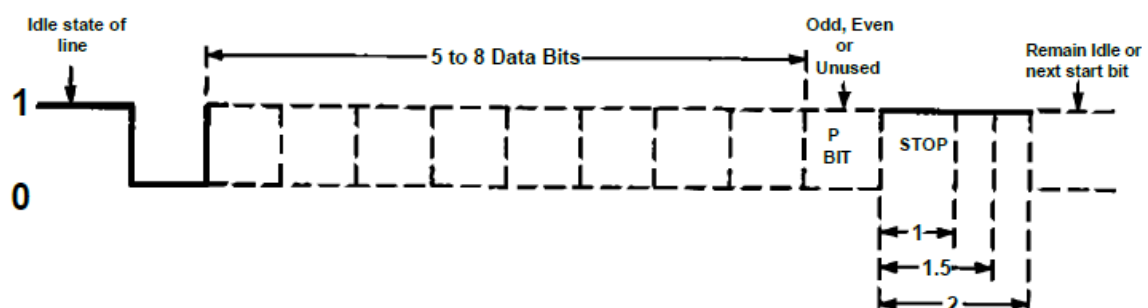 Idle state of
line
5 to 8 Data Bits
Odd, Even
or
Unused
Remain Idle or
next start bit
1
0
P
BIT
STOP
1
1.5
2